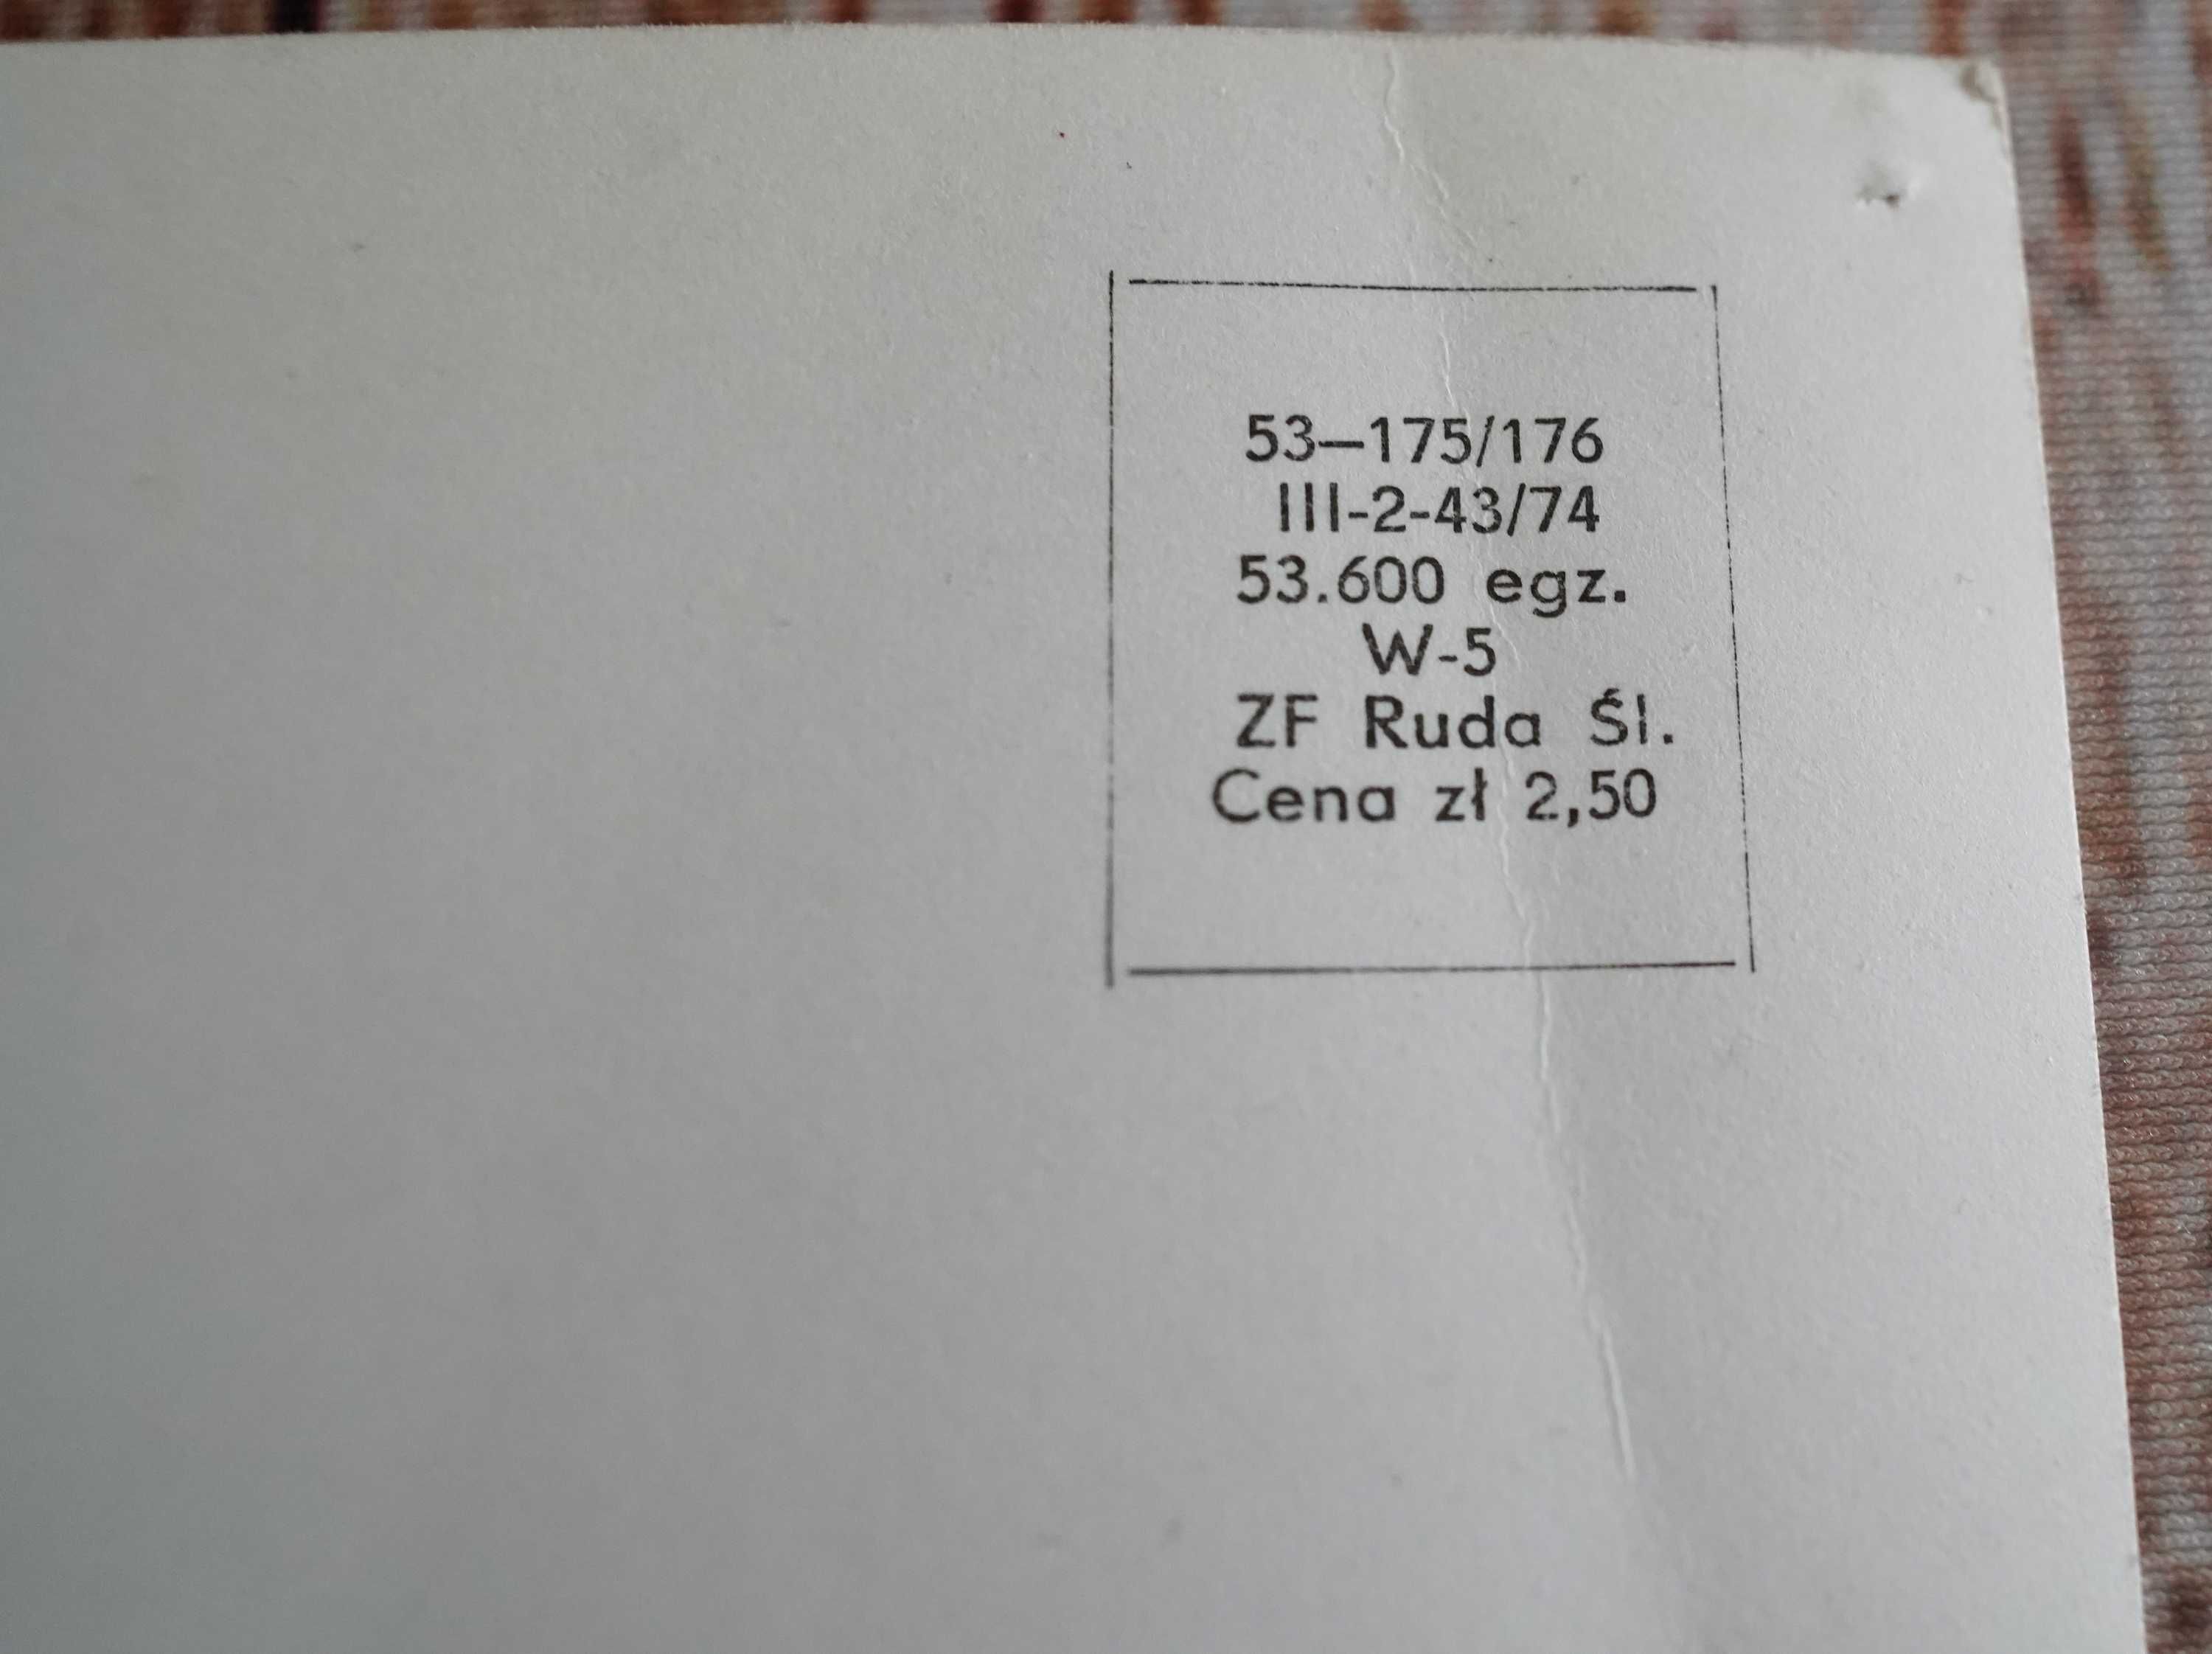 53—175/176
III-2-43/74
53.600 egz.
W-5
ZF Ruda Śl.
Cena zł 2,50